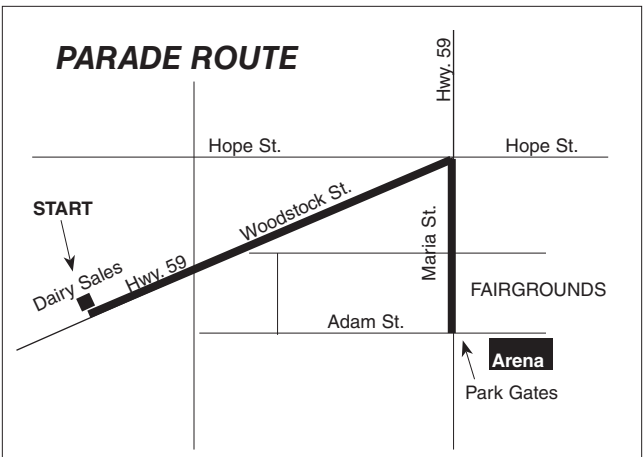 PARADE ROUTE
Hwy. 59
Hope St.
Hope St.
START
Woodstock St.
Maria St.
Dairy Sales
Hwy. 59
FAIRGROUNDS
Adam St.
Arena
Park Gates